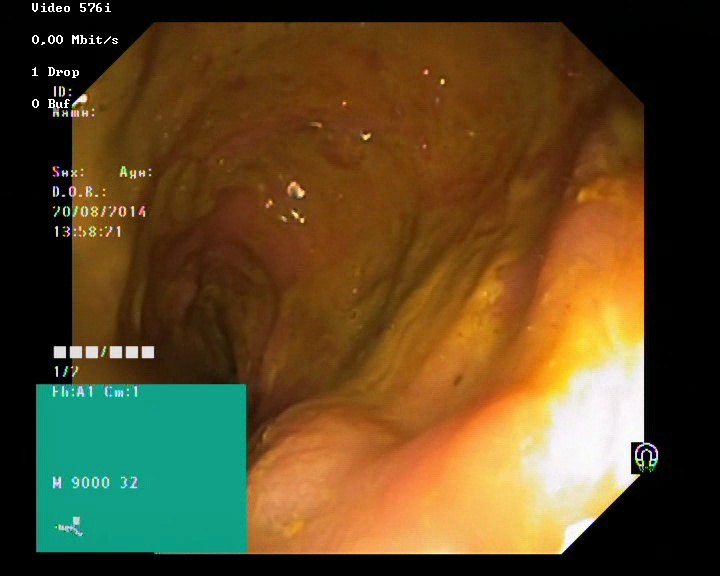 Video 576i
0,00 Mbit/s
1 Drop
ID:
0 Buf
Name:
Sex: Age:
D.O.B.:
20/08/2014
13:58:21
■■■/■■■
1/2
Eh:A1 Cm:1
M 9000 32